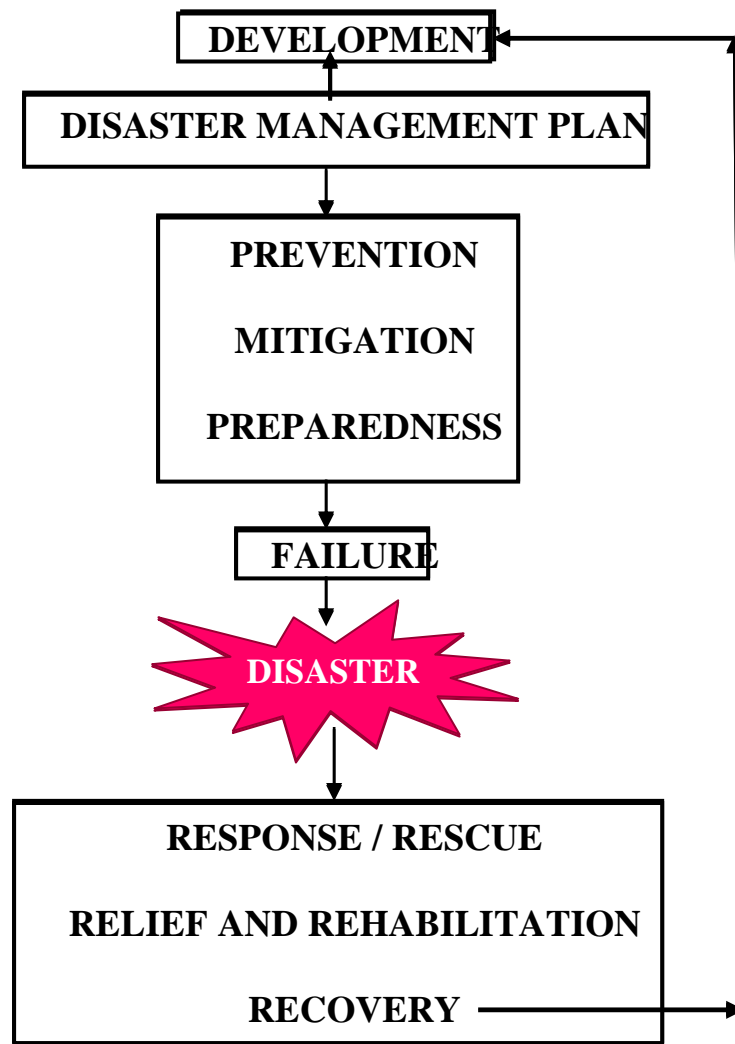 DEVELOPMENT
DISASTER MANAGEMENT PLAN
PREVENTION
MITIGATION
PREPAREDNESS
FAILURE
DISASTER
RESPONSE / RESCUE
RELIEF AND REHABILITATION
RECOVERY